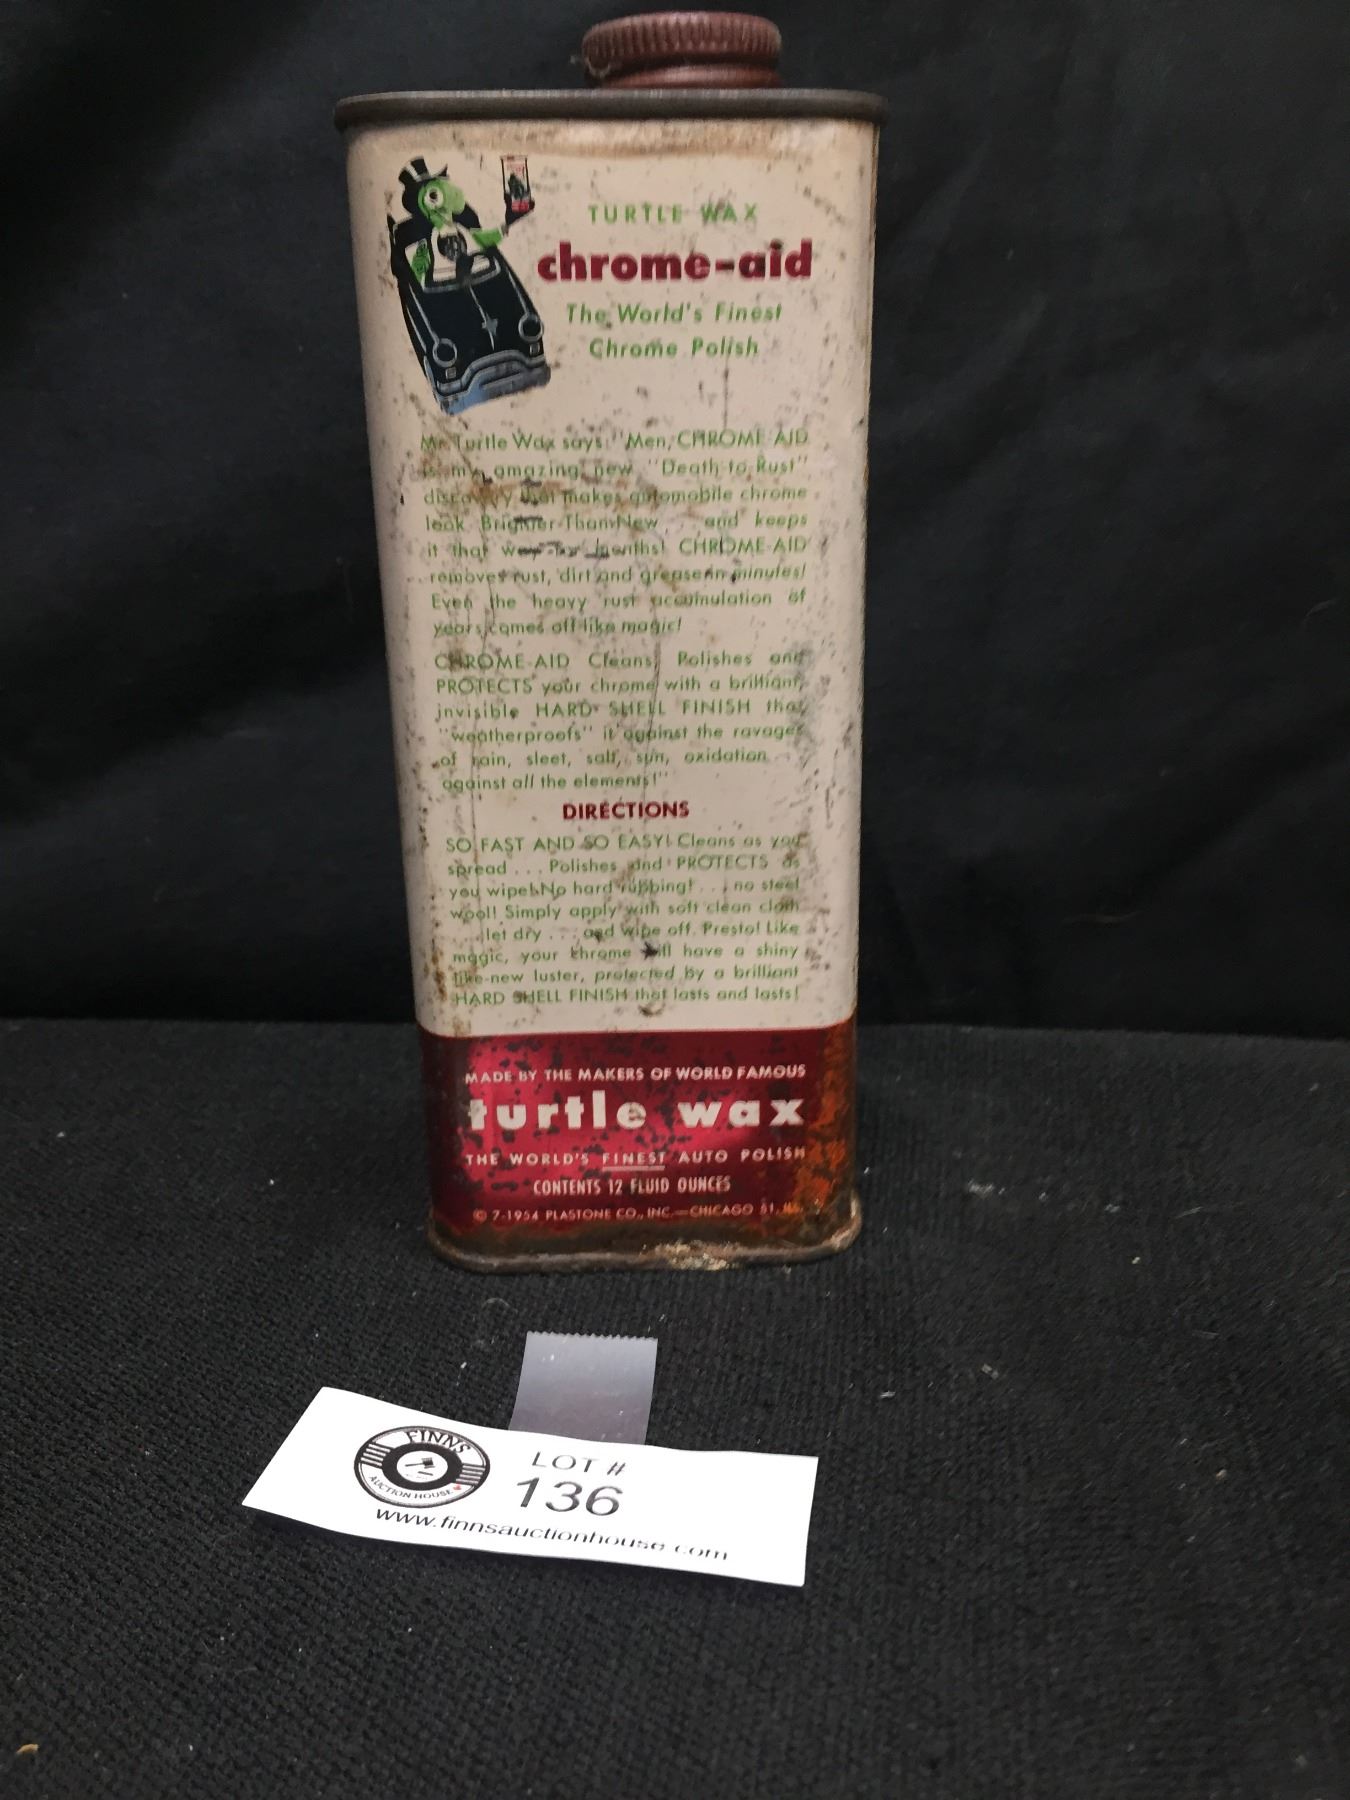 TURTLE WAX
chrome-aid
The World's Finest
Chrome Polish
Mr. Turtle Wax says: "Men, CHROME-AID
is my amazing new "Death-to-Rust"
discovery that makes automobile chrome
look Brighter-Than-New . . . and keeps
it that way for months! CHROME-AID
removes rust, dirt and grease in minutes!
Even the heavy rust accumulation of
years comes off like magic!
CHROME-AID Cleans, Polishes and
PROTECTS your chrome with a brilliant,
invisible HARD SHELL FINISH that
"weatherproofs" it against the ravages
of rain, sleet, salt, sun, oxidation . . .
against all the elements!"
DIRECTIONS
SO FAST AND SO EASY! Cleans as you
spread . . . Polishes and PROTECTS as
you wipe! No hard rubbing! . . . no steel
wool! Simply apply with soft clean cloth
. . . let dry . . . and wipe off. Presto! Like
magic, your chrome will have a shiny
like-new luster, protected by a brilliant
HARD SHELL FINISH that lasts and lasts!
MADE BY THE MAKERS OF WORLD FAMOUS
turtle wax
THE WORLD'S FINEST AUTO POLISH
CONTENTS 12 FLUID OUNCES
© 7-1954 PLASTONE CO., INC.—CHICAGO 51, ILL.
FINNS
AUCTION HOUSE
LOT #
136
www.finnsauctionhouse.com